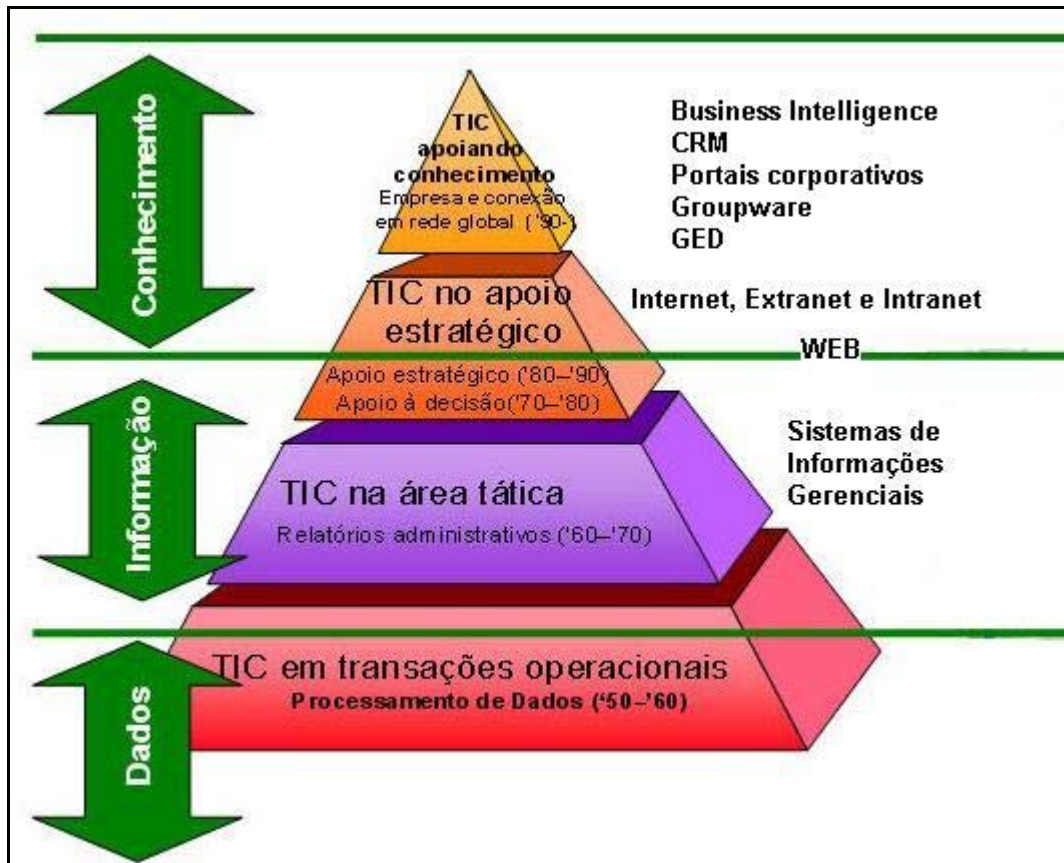 Conhecimento
TIC
apoiando
conhecimento
Empresa e conexão
em rede global ('90-)
Business Intelligence
CRM
Portais corporativos
Groupware
GED
TIC no apoio
estratégico
Internet, Extranet e Intranet
WEB
Apoio estratégico ('80–'90)
Apoio à decisão('70–'80)
Informação
TIC na área tática
Relatórios administrativos ('60–'70)
Sistemas de
Informações
Gerenciais
Dados
TIC em transações operacionais
Processamento de Dados ('50–'60)